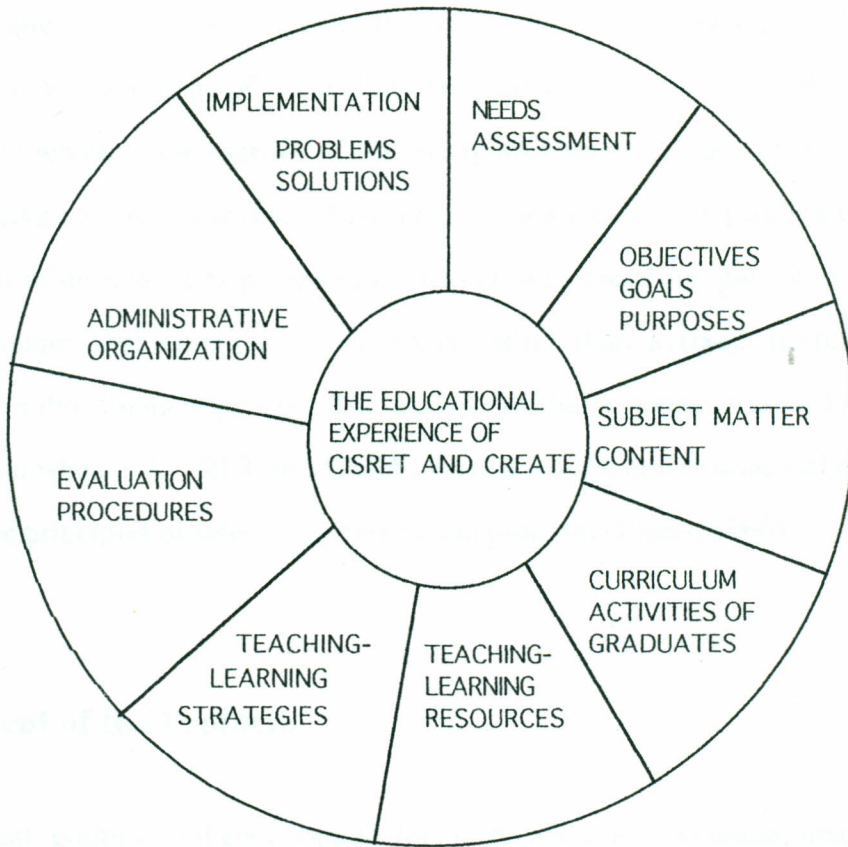 IMPLEMENTATION
PROBLEMS
SOLUTIONS
NEEDS
ASSESSMENT
OBJECTIVES
GOALS
PURPOSES
SUBJECT MATTER
CONTENT
CURRICULUM
ACTIVITIES OF
GRADUATES
TEACHING-
LEARNING
RESOURCES
TEACHING-
LEARNING
STRATEGIES
EVALUATION
PROCEDURES
ADMINISTRATIVE
ORGANIZATION
THE EDUCATIONAL
EXPERIENCE OF
CISRET AND CREATE